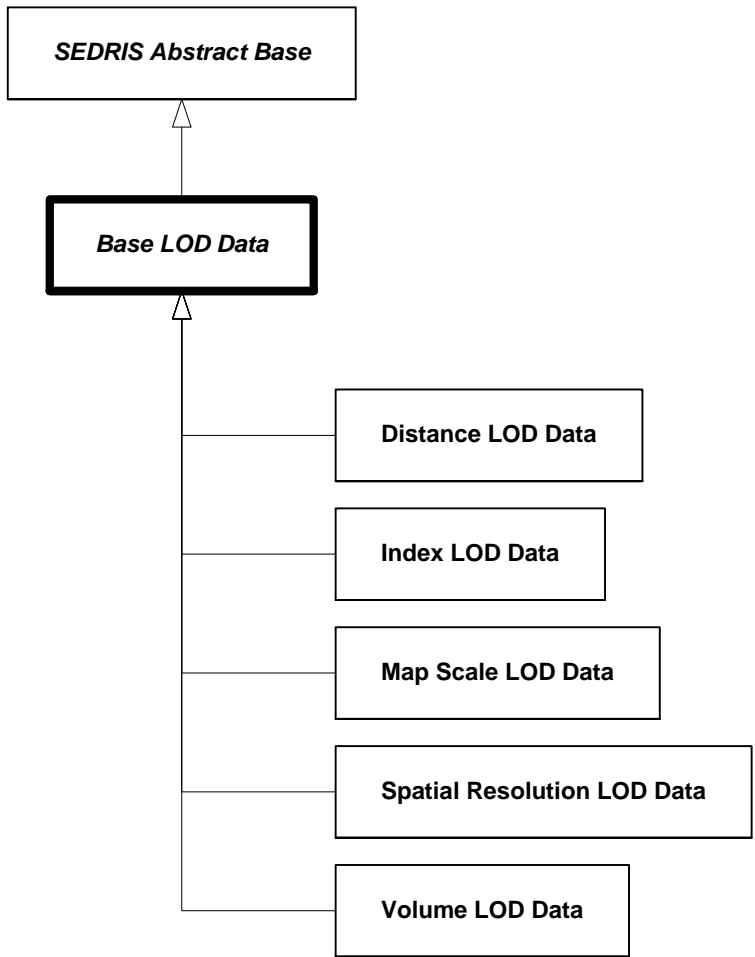 SEDRIS Abstract Base
Base LOD Data
Distance LOD Data
Index LOD Data
Map Scale LOD Data
Spatial Resolution LOD Data
Volume LOD Data